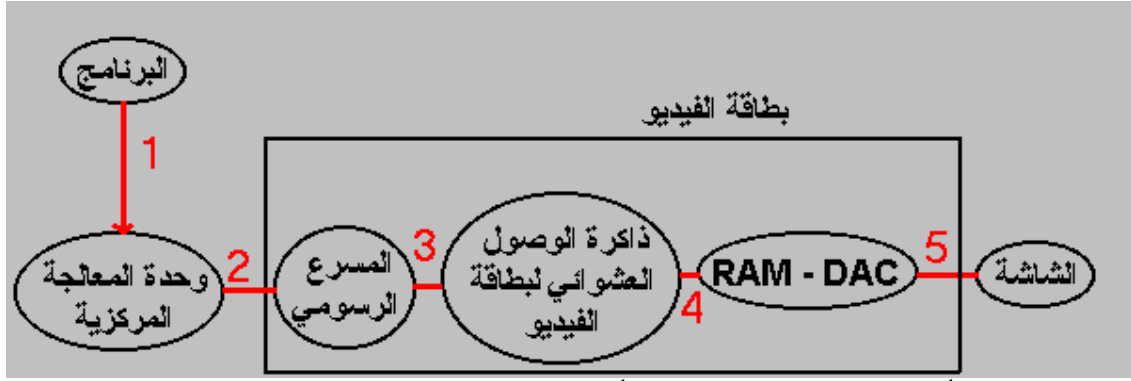 البرنامج
بطاقة الفيديو
1
وحدة المعالجة
المركزية
2
المسرع
الرسومي
3
ذاكرة الوصول
العشوائي لبطاقة
الفيديو
4
RAM - DAC
5
الشاشة